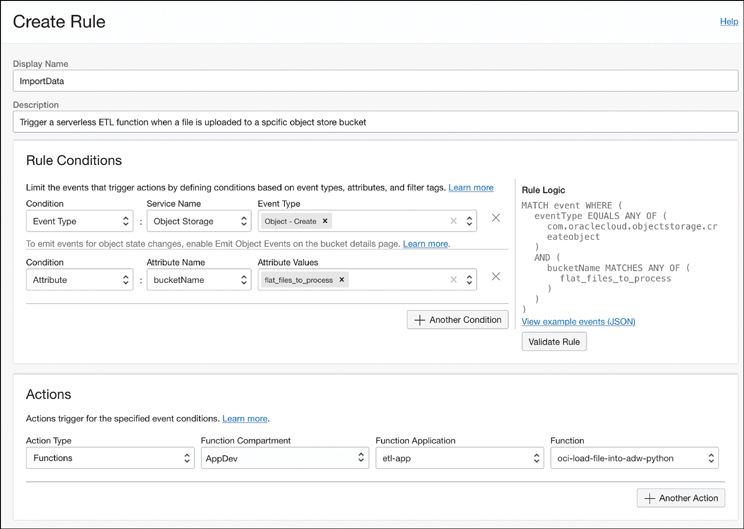 Create Rule
Help
Display Name
ImportData
Description
Trigger a serverless ETL function when a file is uploaded to a spcific object store bucket
Rule Conditions
Limit the events that trigger actions by defining conditions based on event types, attributes, and filter tags. Learn more
Condition Service Name Event Type
Event Type : Object Storage Object - Create ×
To emit events for object state changes, enable Emit Object Events on the bucket details page. Learn more.
Condition Attribute Name Attribute Values
Attribute : bucketName flat_files_to_process ×
+ Another Condition
Rule Logic
MATCH event WHERE (
eventType EQUALS ANY OF (
com.oraclecloud.objectstorage.cr
eateobject
)
AND (
bucketName MATCHES ANY OF (
flat_files_to_process
)
)
)
View example events (JSON)
Validate Rule
Actions
Actions trigger for the specified event conditions. Learn more.
Action Type Function Compartment Function Application Function
Functions AppDev etl-app oci-load-file-into-adw-python
+ Another Action